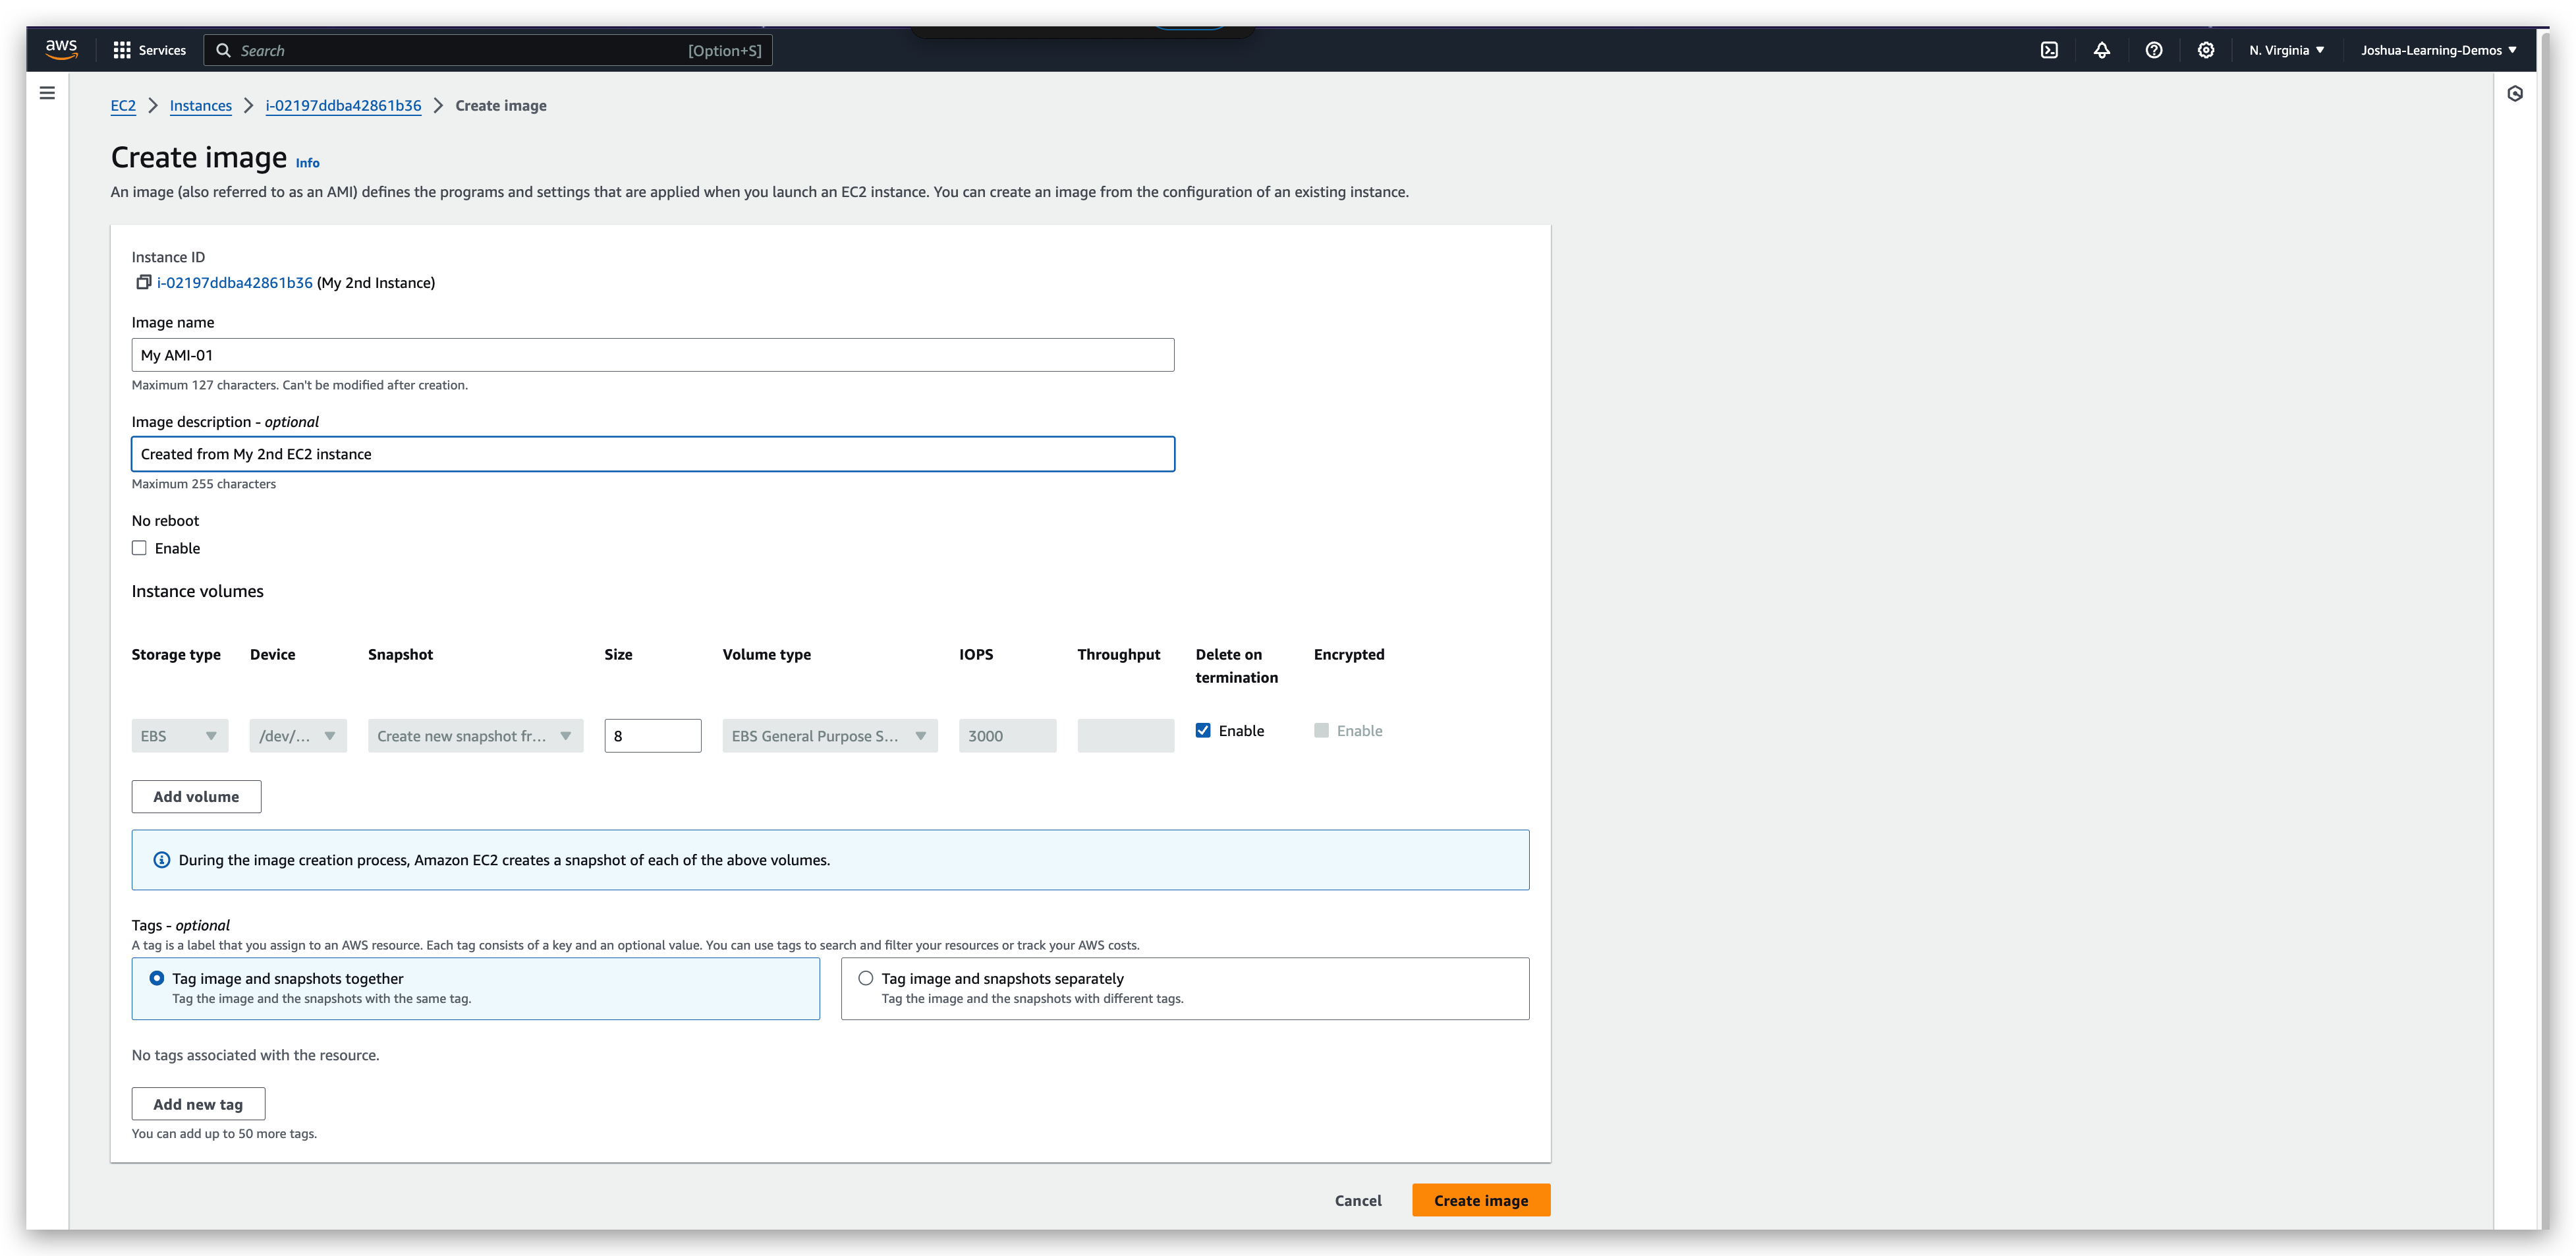 aws
Services
Search
[Option+S]
N. Virginia
Joshua-Learning-Demos
EC2 > Instances > i-02197ddba42861b36 > Create image
Create image Info
An image (also referred to as an AMI) defines the programs and settings that are applied when you launch an EC2 instance. You can create an image from the configuration of an existing instance.
Instance ID
i-02197ddba42861b36 (My 2nd Instance)
Image name
My AMI-01
Maximum 127 characters. Can't be modified after creation.
Image description - optional
Created from My 2nd EC2 instance
Maximum 255 characters
No reboot
Enable
Instance volumes
Storage type Device Snapshot Size Volume type IOPS Throughput Delete on termination Encrypted
EBS /dev/... Create new snapshot fr... 8 EBS General Purpose S... 3000 Enable Enable
Add volume
During the image creation process, Amazon EC2 creates a snapshot of each of the above volumes.
Tags - optional
A tag is a label that you assign to an AWS resource. Each tag consists of a key and an optional value. You can use tags to search and filter your resources or track your AWS costs.
Tag image and snapshots together
Tag the image and the snapshots with the same tag.
Tag image and snapshots separately
Tag the image and the snapshots with different tags.
No tags associated with the resource.
Add new tag
You can add up to 50 more tags.
Cancel
Create image